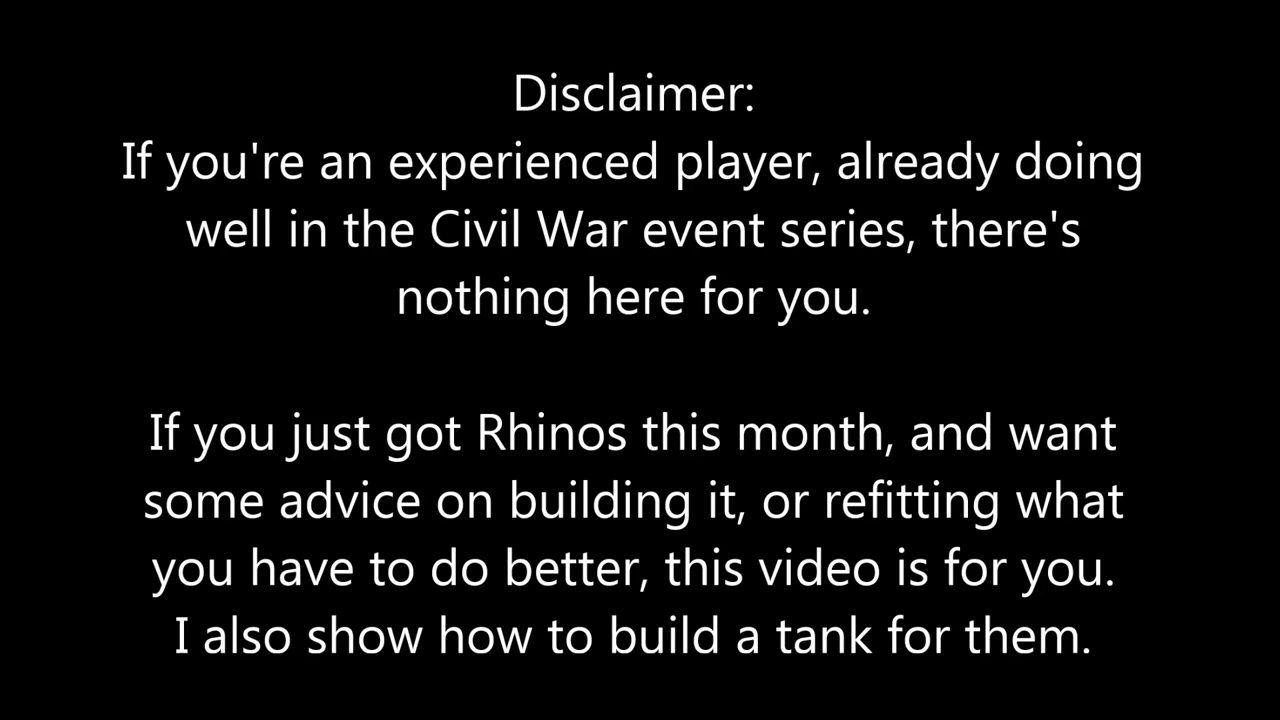 Disclaimer:
If you're an experienced player, already doing
well in the Civil War event series, there's
nothing here for you.
If you just got Rhinos this month, and want
some advice on building it, or refitting what
you have to do better, this video is for you.
I also show how to build a tank for them.